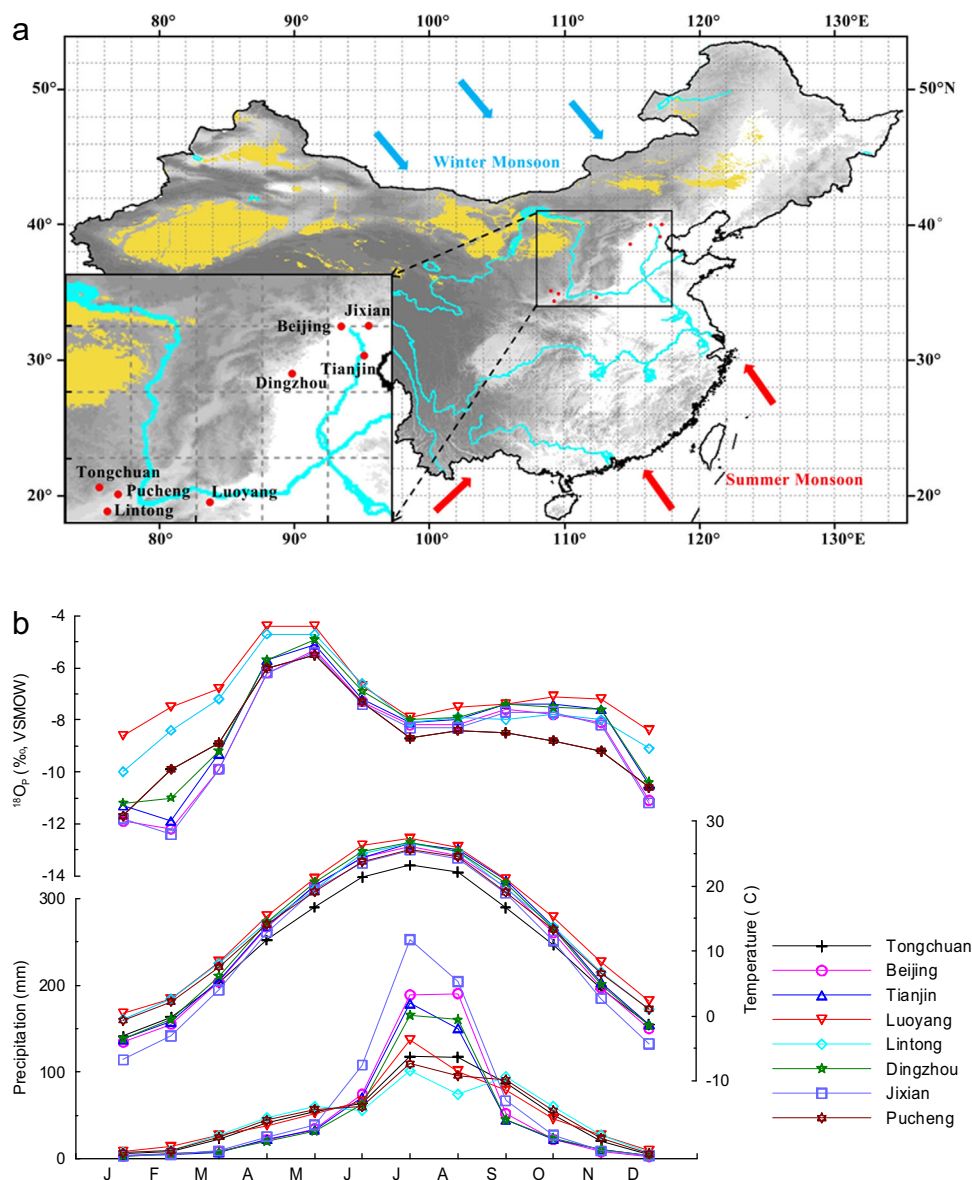 a
80° 90° 100° 110° 120° 130°E
50° 50°N
Winter Monsoon
40° 40°
Jixian
Beijing
30° 30°
Tianjin
Dingzhou
Tongchuan
Pucheng Luoyang
Lintong
Summer Monsoon
20° 20°
80° 90° 100° 110° 120° 130°E
b
-4
-6
-8
-10
-12
-14
¹⁸Oₚ (‰, VSMOW)
30
20
10
0
-10
Temperature ( C)
300
200
100
0
Precipitation (mm)
J F M A M J J A S O N D
Tongchuan
Beijing
Tianjin
Luoyang
Lintong
Dingzhou
Jixian
Pucheng